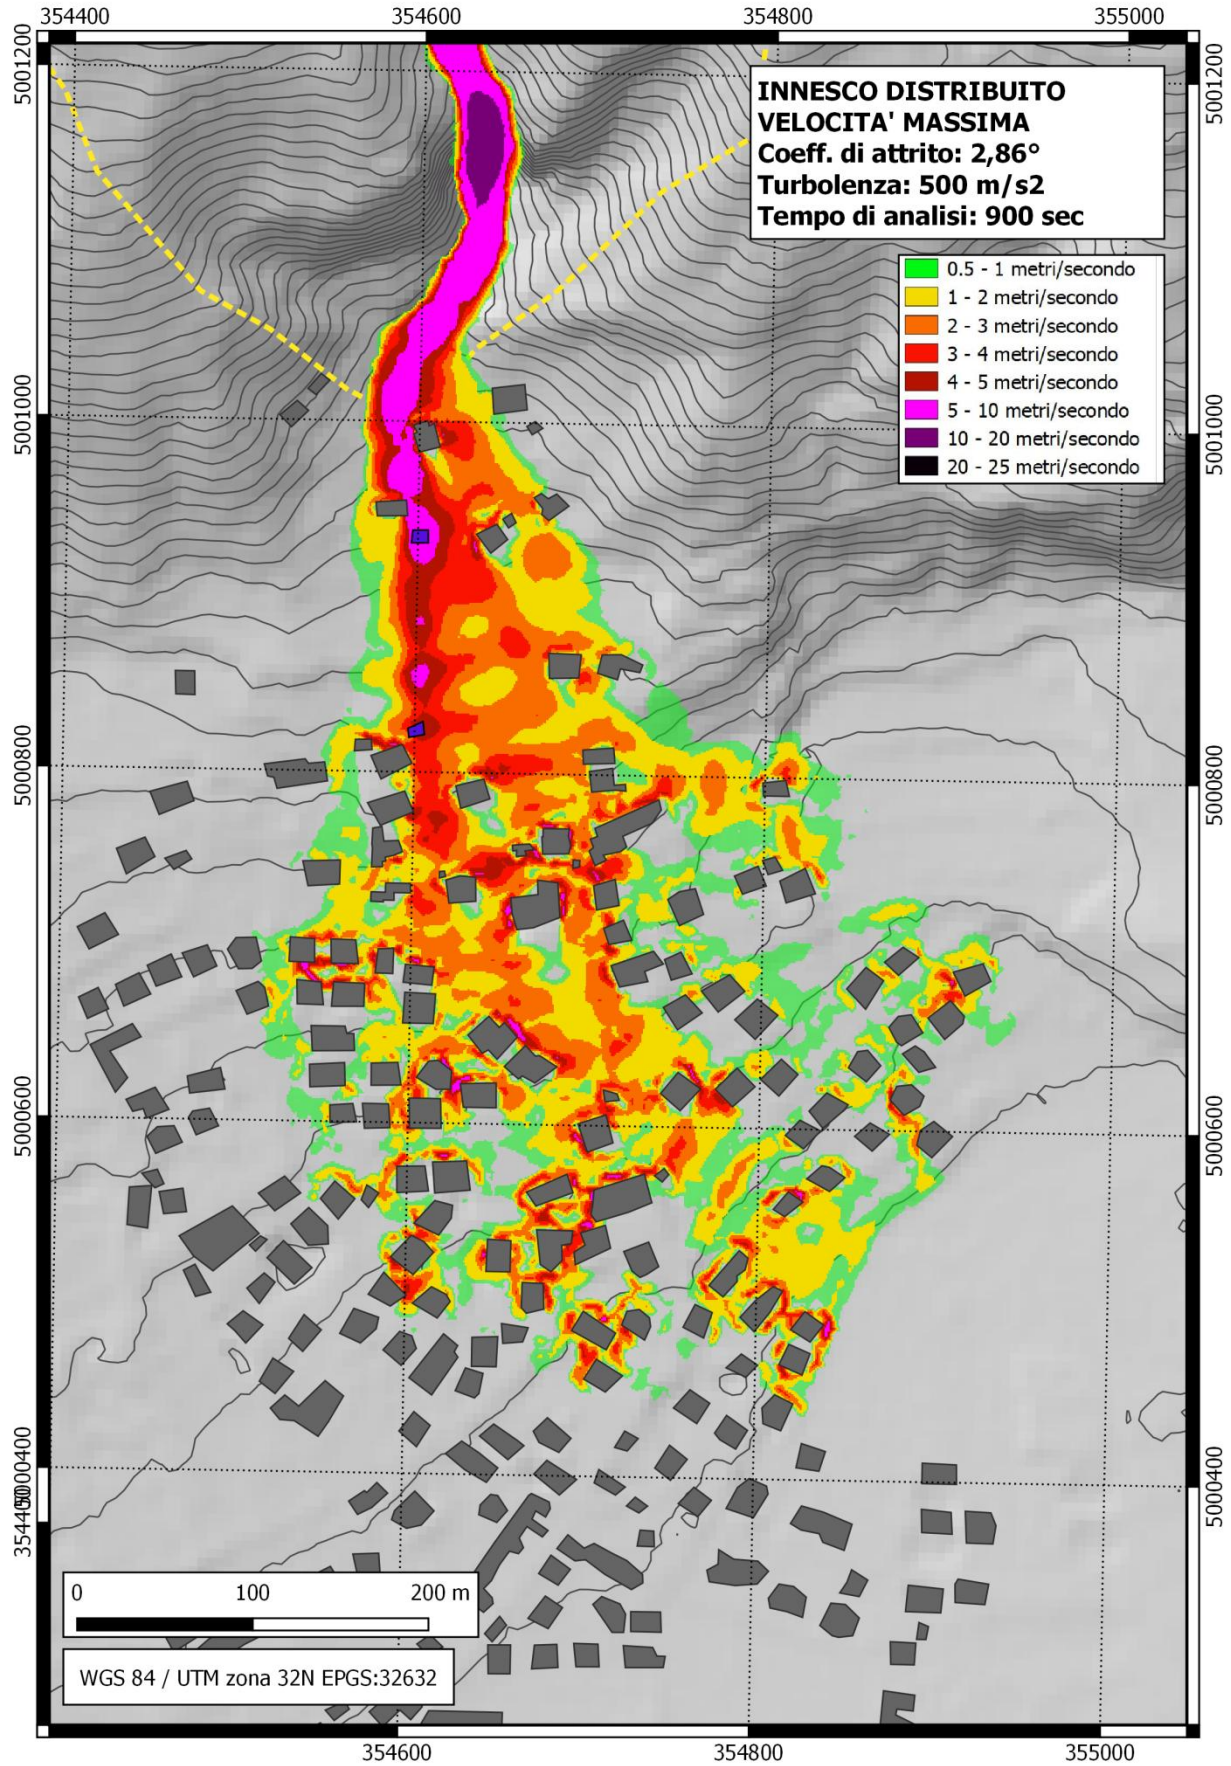 354400 354600 354800 355000
5001200
5001200
INNESCO DISTRIBUITO
VELOCITA' MASSIMA
Coeff. di attrito: 2,86°
Turbolenza: 500 m/s2
Tempo di analisi: 900 sec
0.5 - 1 metri/secondo
1 - 2 metri/secondo
2 - 3 metri/secondo
3 - 4 metri/secondo
4 - 5 metri/secondo
5 - 10 metri/secondo
10 - 20 metri/secondo
20 - 25 metri/secondo
5001000
5001000
5000800
5000800
5000600
5000600
5000400
5000400
354400
0 100 200 m
WGS 84 / UTM zona 32N EPGS:32632
354600 354800 355000